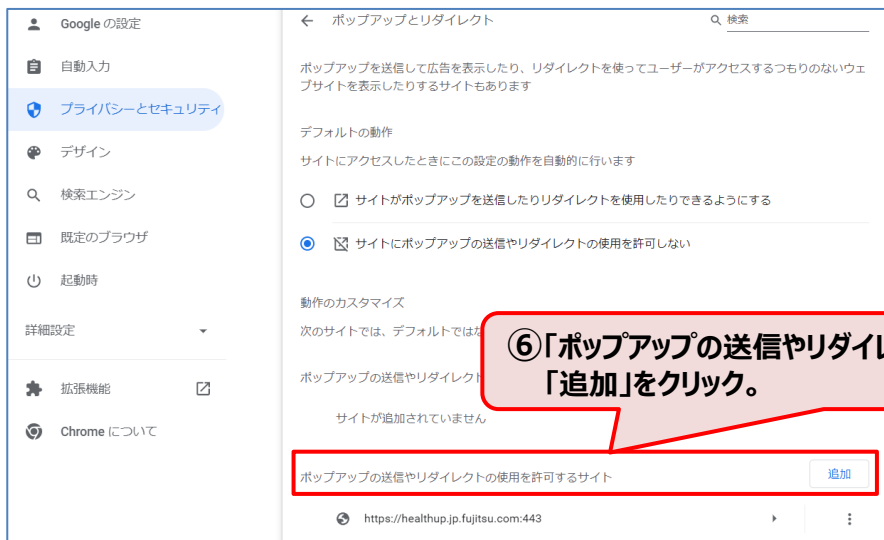 Google の設定
自動入力
プライバシーとセキュリティ
デザイン
検索エンジン
既定のブラウザ
起動時
詳細設定
拡張機能
Chrome について
ポップアップとリダイレクト
検索
ポップアップを送信して広告を表示したり、リダイレクトを使ってユーザーがアクセスするつもりのないウェ
ブサイトを表示したりするサイトもあります
デフォルトの動作
サイトにアクセスしたときにこの設定の動作を自動的に行います
サイトがポップアップを送信したりリダイレクトを使用したりできるようにする
サイトにポップアップの送信やリダイレクトの使用を許可しない
動作のカスタマイズ
次のサイトでは、デフォルトではな
⑥「ポップアップの送信やリダイレ
「追加」をクリック。
ポップアップの送信やリダイレクト
サイトが追加されていません
ポップアップの送信やリダイレクトの使用を許可するサイト
追加
https://healthup.jp.fujitsu.com:443